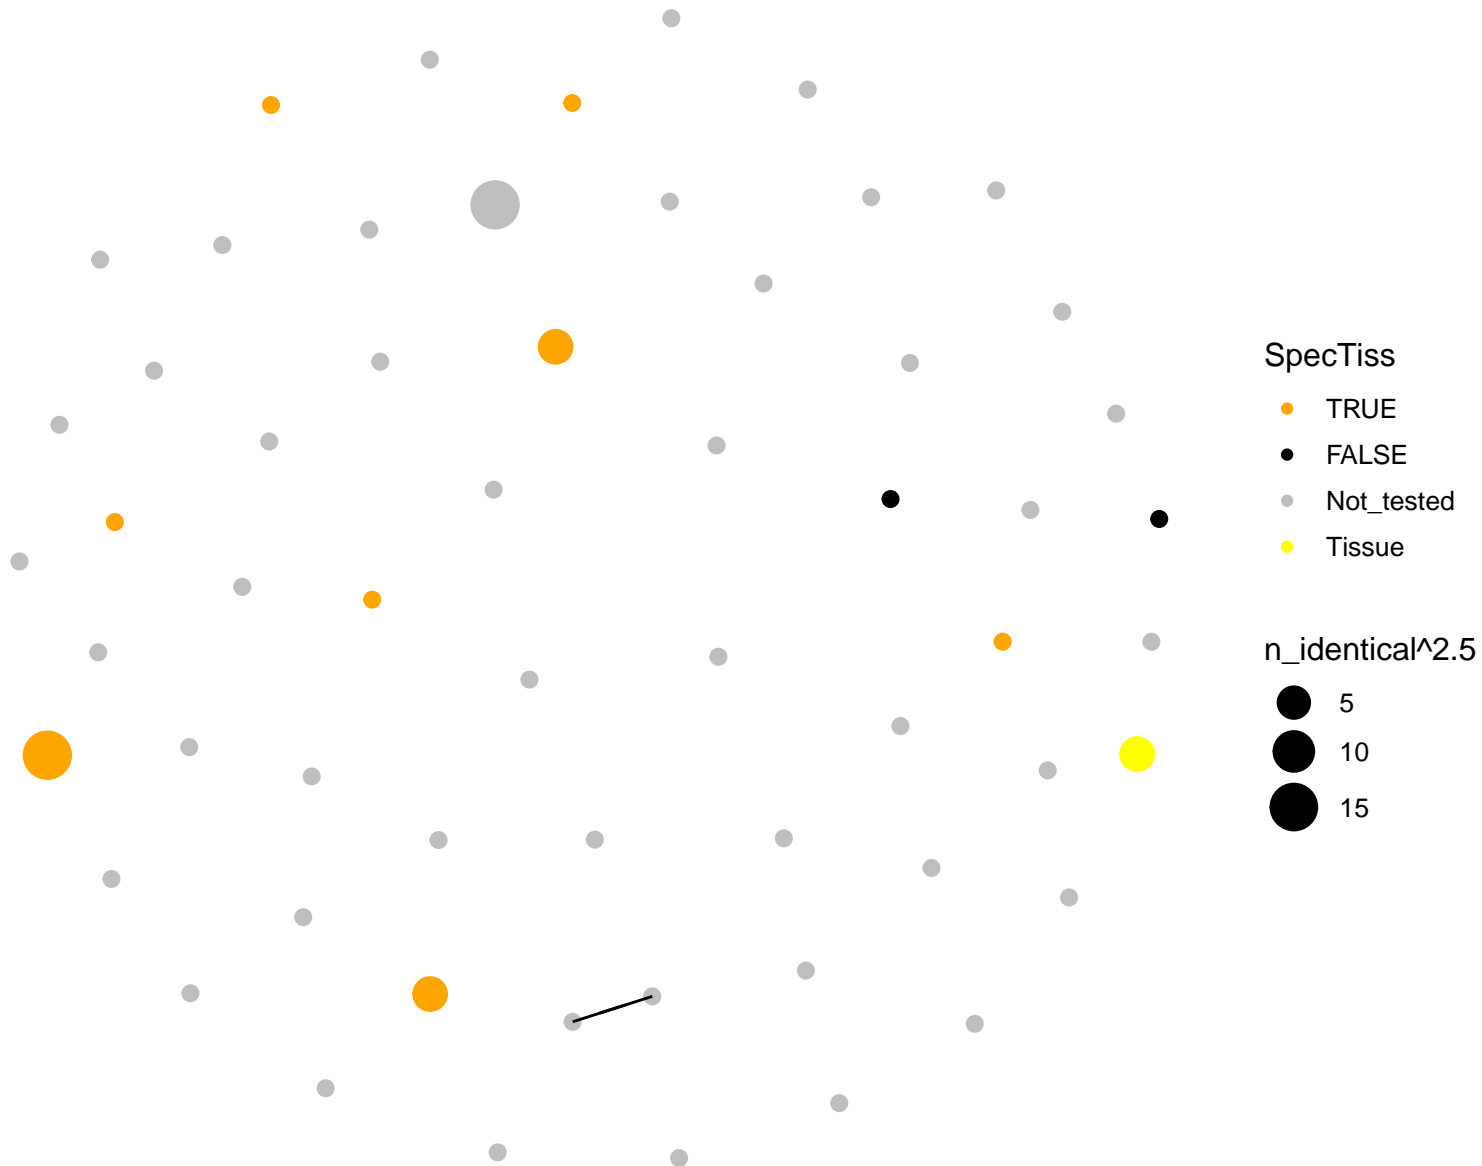 SpecTiss
TRUE
FALSE
Not_tested
Tissue
n_identical^2.5
5
10
15